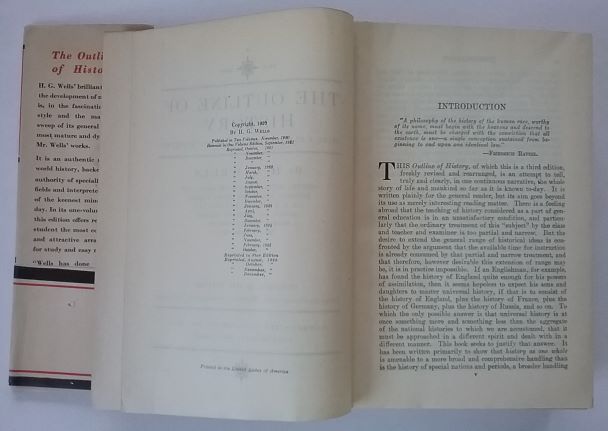 The Outli
of Histo
H. G. Wells' brillian
the development of
is, in the fascinatio
style and the ma
sweep of its general
most mature and dy
Mr. Wells' works.
It is an authentic
world history, back
authority of speciali
fields and interprete
of the keenest min
day. In its one-volu
this edition offers re
student the most co
and attractive area
for study and easy
"Wells has done
Copyright, 1920
By H. G. Wells
Published in Two Volumes, November, 1920
Printed in the United States of America
INTRODUCTION
"A philosophy of the history of the human race, worthy
of its name, must begin with the heavens and descend to
the earth, must be charged with the conviction that all
existence is one—a single conception sustained from be-
ginning to end upon one identical law."
—Friedrich Ratzel.
THIS Outline of History, of which this is a third edition,
freshly revised and rearranged, is an attempt to tell,
truly and clearly, in one continuous narrative, the whole
story of life and mankind so far as it is known to-day. It is
written plainly for the general reader, but its aim goes beyond
its use as merely interesting reading matter. There is a feeling
abroad that the teaching of history considered as a part of gen-
eral education is in an unsatisfactory condition, and particu-
larly that the ordinary treatment of this "subject" by the class
and teacher and examiner is too partial and narrow. But the
desire to extend the general range of historical ideas is con-
fronted by the argument that the available time for instruction
is already consumed by that partial and narrow treatment, and
that therefore, however desirable this extension of range may
be, it is in practice impossible. If an Englishman, for example,
has found the history of England quite enough for his powers
of assimilation, then it seems hopeless to expect his sons and
daughters to master universal history, if that is to consist of
the history of England, plus the history of France, plus the
history of Germany, plus the history of Russia, and so on. To
which the only possible answer is that universal history is at
once something more and something less than the aggregate
of the national histories to which we are accustomed, that it
must be approached in a different spirit and dealt with in a
different manner. This book seeks to justify that answer. It
has been written primarily to show that history as one whole
is amenable to a more broad and comprehensive handling than
is the history of special nations and periods, a broader handling
v